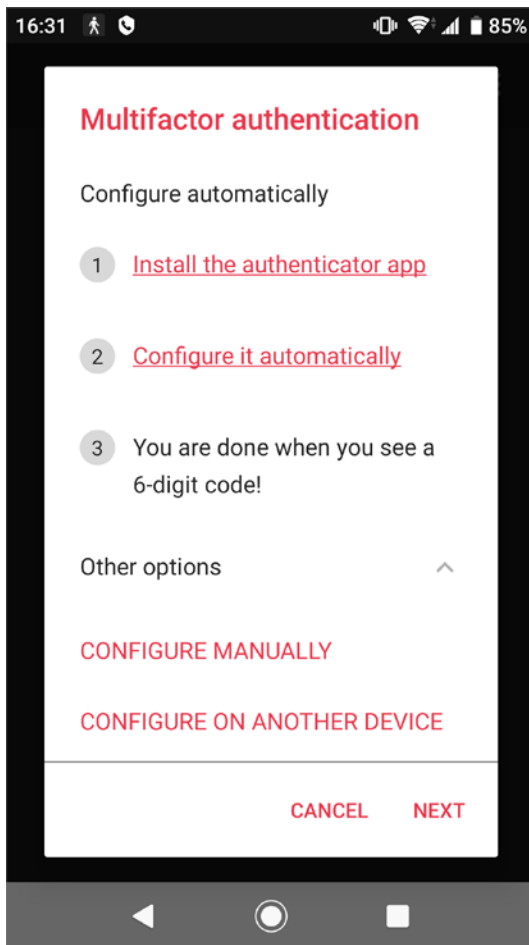 16:31 85%
Multifactor authentication
Configure automatically
1 Install the authenticator app
2 Configure it automatically
3 You are done when you see a
6-digit code!
Other options
CONFIGURE MANUALLY
CONFIGURE ON ANOTHER DEVICE
CANCEL NEXT